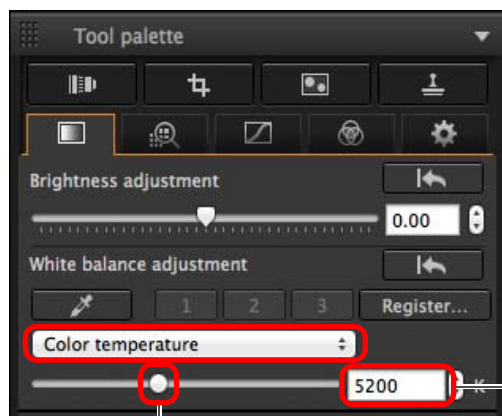 Tool palette
Brightness adjustment
0.00
White balance adjustment
1 2 3 Register...
Color temperature
5200 K